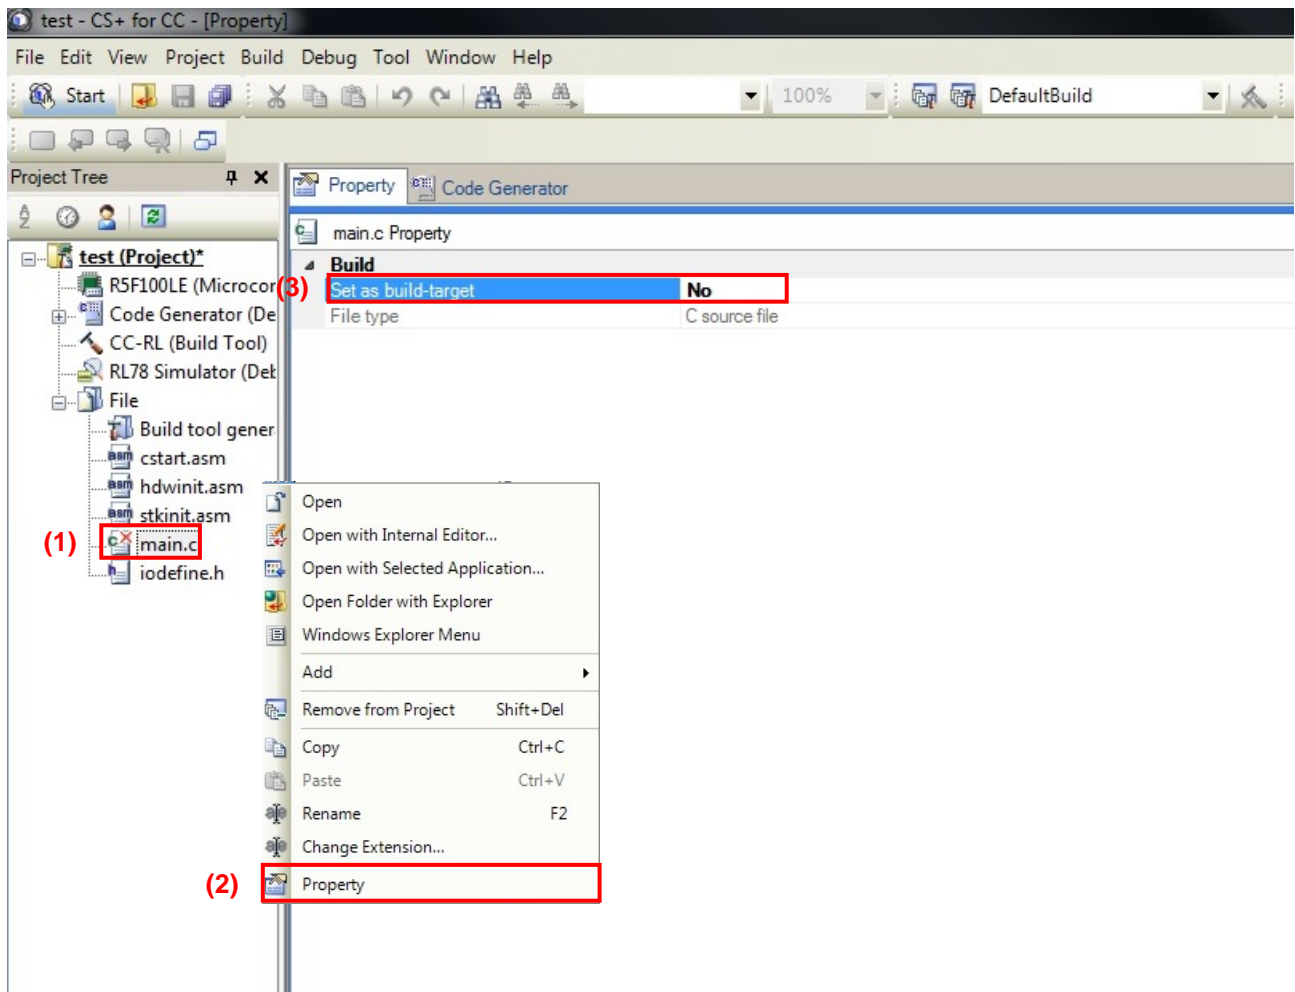 test - CS+ for CC - [Property]
File Edit View Project Build Debug Tool Window Help
Start 100% DefaultBuild
Project Tree
Property Code Generator
main.c Property
Build
(3) Set as build-target No
File type C source file
test (Project)*
R5F100LE (Microcor
Code Generator (De
CC-RL (Build Tool)
RL78 Simulator (Deb
File
Build tool gener
cstart.asm
hdwinit.asm
stkinit.asm
(1) main.c
iodefine.h
Open
Open with Internal Editor...
Open with Selected Application...
Open Folder with Explorer
Windows Explorer Menu
Add
Remove from Project Shift+Del
Copy Ctrl+C
Paste Ctrl+V
Rename F2
Change Extension...
(2) Property